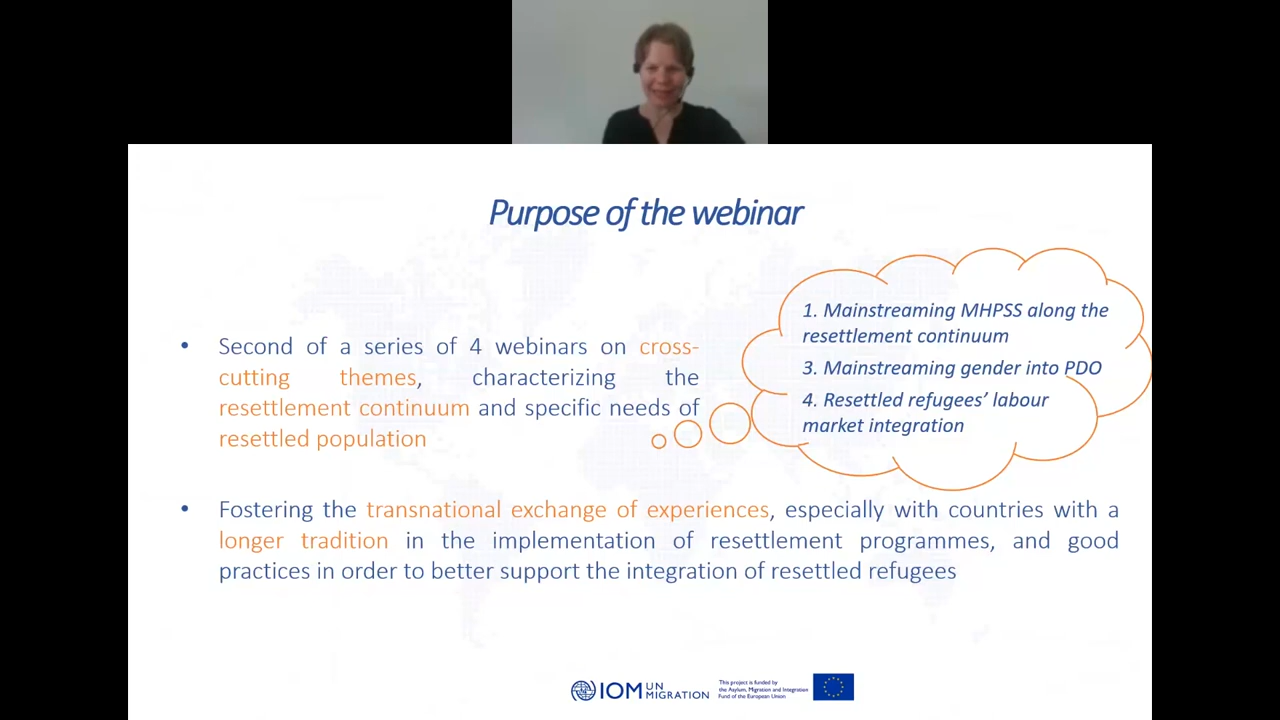 Purpose of the webinar
1. Mainstreaming MHPSS along the
resettlement continuum
3. Mainstreaming gender into PDO
4. Resettled refugees’ labour
market integration
• Second of a series of 4 webinars on cross-
cutting themes, characterizing the
resettlement continuum and specific needs of
resettled population
• Fostering the transnational exchange of experiences, especially with countries with a
longer tradition in the implementation of resettlement programmes, and good
practices in order to better support the integration of resettled refugees
IOM UN
MIGRATION
This project is funded by
the Asylum, Migration and Integration
Fund of the European Union